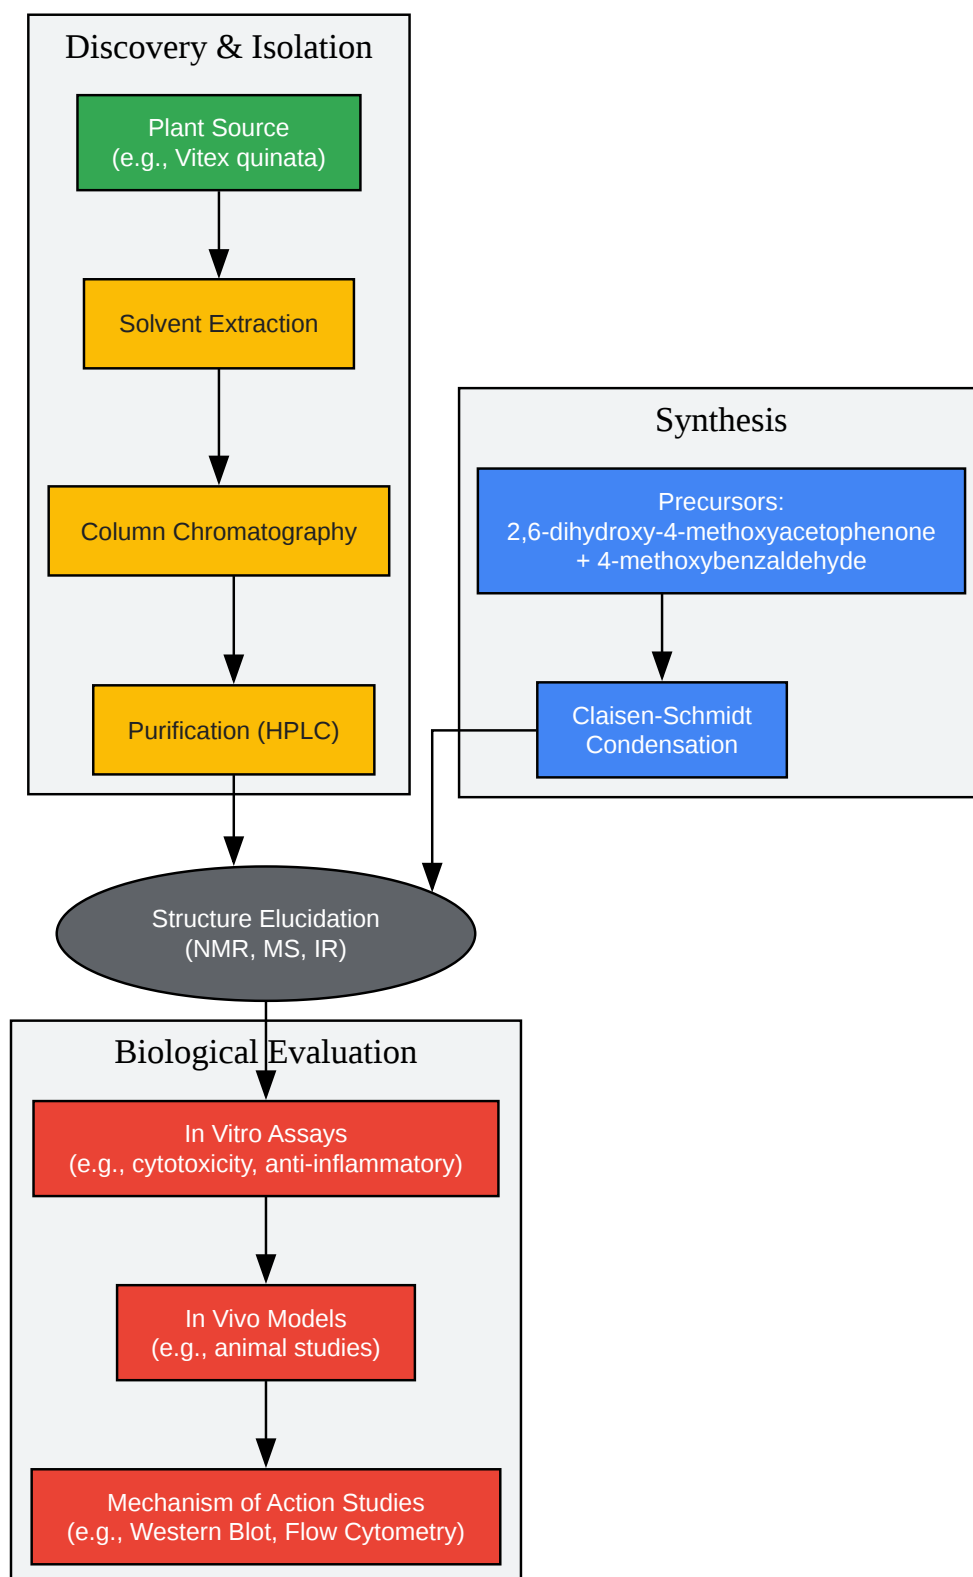 Discovery & Isolation
Plant Source
(e.g., Vitex quinata)
Solvent Extraction
Column Chromatography
Purification (HPLC)
Synthesis
Precursors:
2,6-dihydroxy-4-methoxyacetophenone
+ 4-methoxybenzaldehyde
Claisen-Schmidt
Condensation
Structure Elucidation
(NMR, MS, IR)
Biological Evaluation
In Vitro Assays
(e.g., cytotoxicity, anti-inflammatory)
In Vivo Models
(e.g., animal studies)
Mechanism of Action Studies
(e.g., Western Blot, Flow Cytometry)